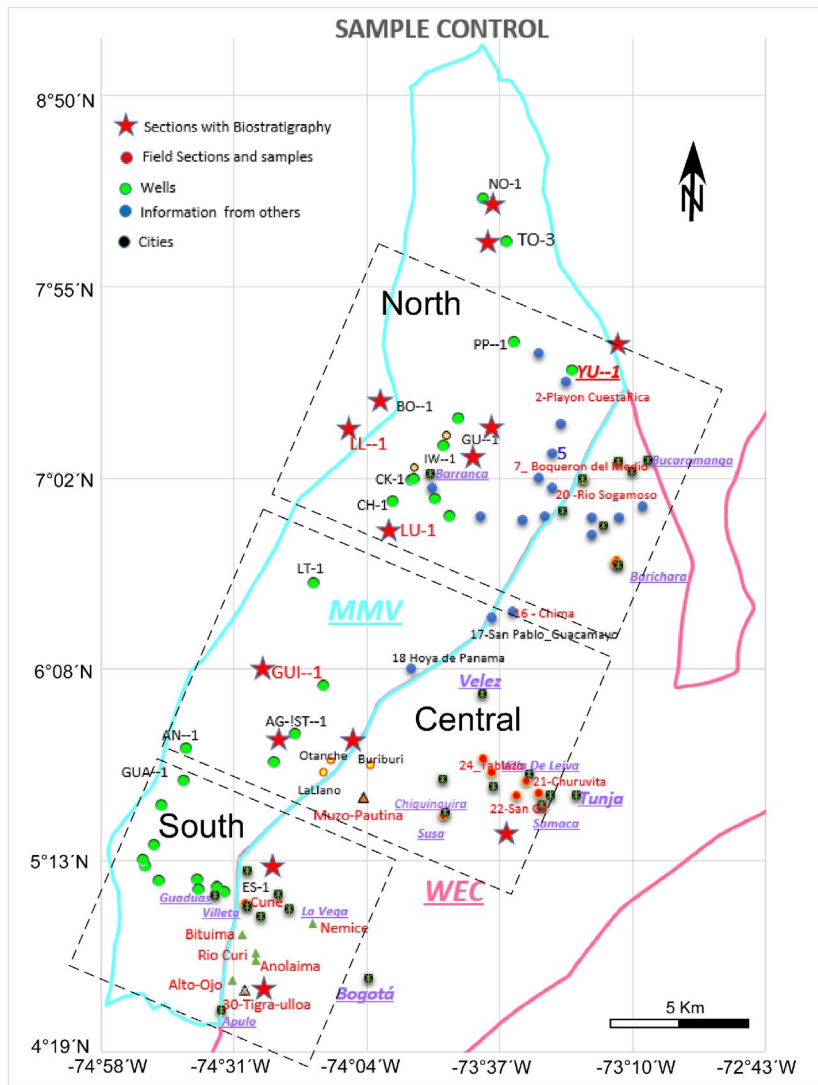 SAMPLE CONTROL
8°50´N
Sections with Biostratigraphy
Field Sections and samples
Wells
Information from others
Cities
N
NO-1
TO-3
7°55´N
North
PP--1
YU--1
2-Playon CuestaRica
BO--1
LL--1
GU--1
5
IW--1
7_ Boqueron del Medio
Bucaramanga
7°02´N
CK-1
Barranca
20 -Rio Sogamoso
CH-1
LU-1
LT-1
Barichara
MMV
16 - Chima
17-San Pablo_Guacamayo
6°08´N
GUI--1
18 Hoya de Panama
Velez
Central
AN--1
AG-!ST--1
Otanche
Buriburi
24_Tablazo
Villa De Leiva
GUA/--1
LaLlano
21-Churuvita
Muzo-Pautina
Chiquinquira
22-San
Tunja
South
Susa
Samaca
5°13´N
WEC
ES-1
Guaduas
Cune
Villeta
La Vega
Nemice
Bituima
Rio Curi
Anolaima
Alto-Ojo
Bogotá
30-Tigra-ulloa
Apulo
5 Km
4°19´N
-74°58´W
-74°31´W
-74°04´W
-73°37´W
-73°10´W
-72°43´W